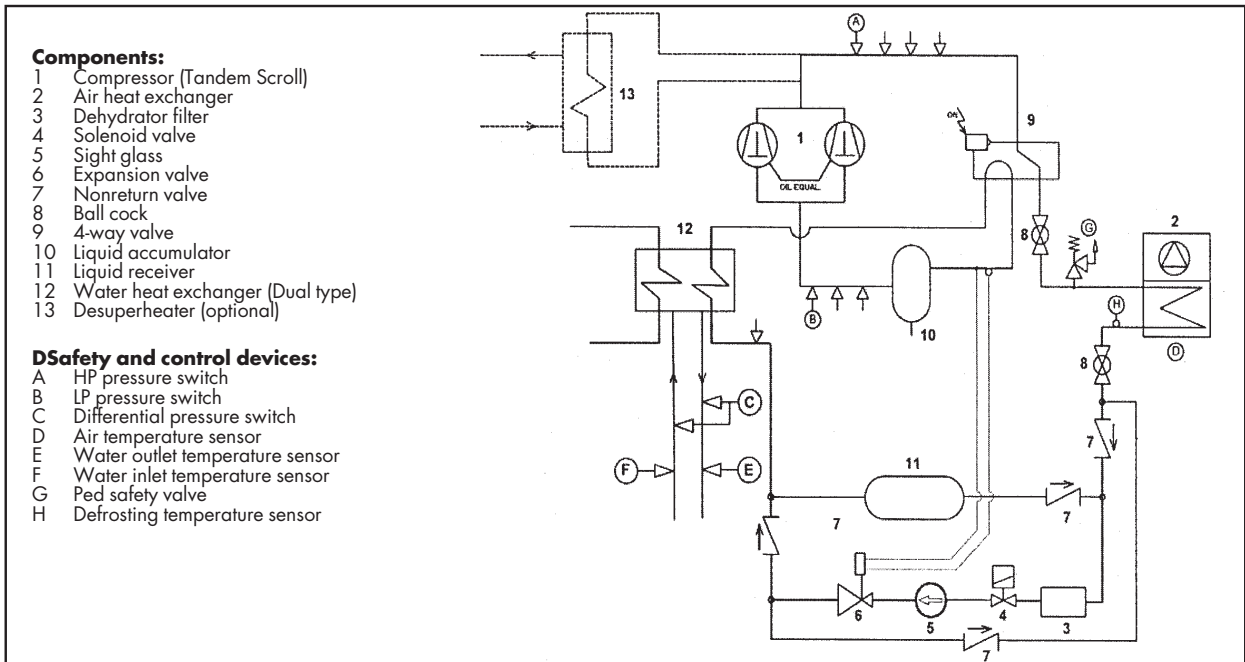 Components:
1 Compressor (Tandem Scroll)
2 Air heat exchanger
3 Dehydrator filter
4 Solenoid valve
5 Sight glass
6 Expansion valve
7 Nonreturn valve
8 Ball cock
9 4-way valve
10 Liquid accumulator
11 Liquid receiver
12 Water heat exchanger (Dual type)
13 Desuperheater (optional)
DSafety and control devices:
A HP pressure switch
B LP pressure switch
C Differential pressure switch
D Air temperature sensor
E Water outlet temperature sensor
F Water inlet temperature sensor
G Ped safety valve
H Defrosting temperature sensor
A
13
1
9
OIL EQUAL.
12
8
G
2
B
10
H
D
8
C
7
F
E
11
7
7
6
5
4
3
7